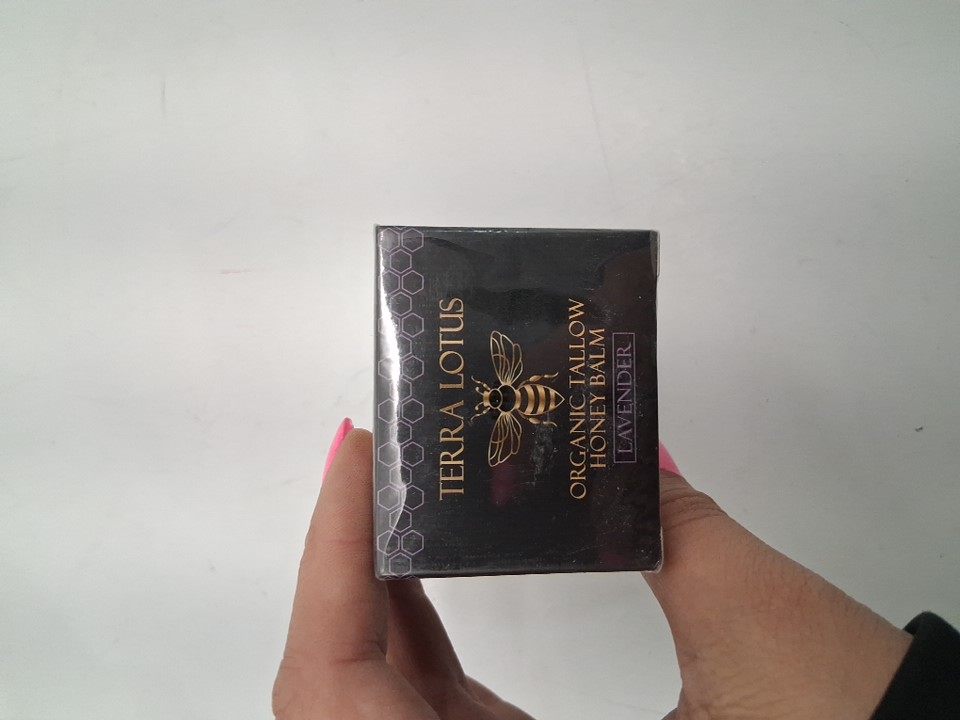 TERRA LOTUS
ORGANIC TALLOW
HONEY BALM
LAVENDER